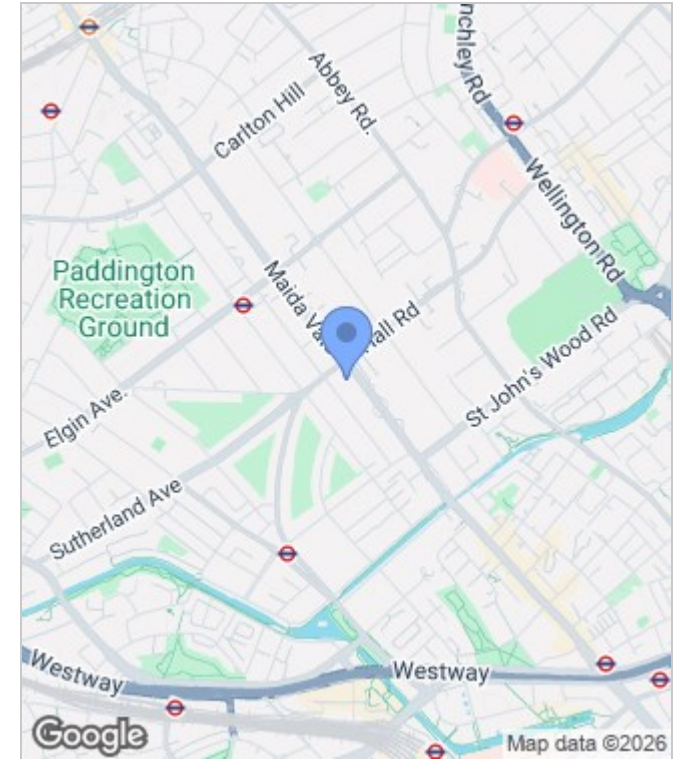 nchley Rd
Abbey Rd.
Carlton Hill
Wellington Rd
Paddington
Recreation
Ground
Maida Va
Hall Rd
St John's Wood Rd
Elgin Ave.
Sutherland Ave
Westway
Westway
Google
Map data ©2026